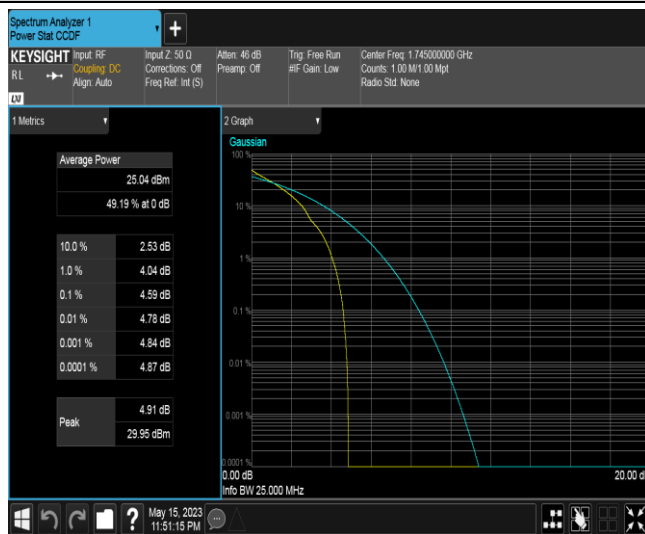 Spectrum Analyzer 1
Power Stat CCDF
+
KEYSIGHT
RL
LXI
Input: RF
Coupling: DC
Align: Auto
Input Z: 50 Ω
Corrections: Off
Freq Ref: Int (S)
Atten: 46 dB
Preamp: Off
Trig: Free Run
#IF Gain: Low
Center Freq: 1.745000000 GHz
Counts: 1.00 M/1.00 Mpt
Radio Std: None
1 Metrics
Average Power
25.04 dBm
49.19 % at 0 dB
10.0 % 2.53 dB
1.0 % 4.04 dB
0.1 % 4.59 dB
0.01 % 4.78 dB
0.001 % 4.84 dB
0.0001 % 4.87 dB
Peak
4.91 dB
29.95 dBm
2 Graph
Gaussian
100 %
10 %
1 %
0.1 %
0.01 %
0.001 %
0.0001 %
0.00 dB
20.00 d
Info BW 25.000 MHz
?
May 15, 2023
11:51:15 PM